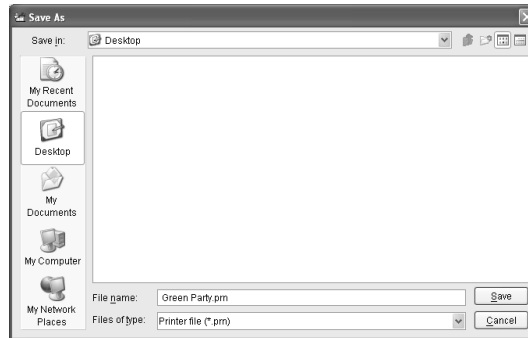 Save As
Save in:
Desktop
My Recent
Documents
Desktop
My
Documents
My Computer
My Network
Places
File name:
Green Party.prn
Save
Files of type:
Printer file (*.prn)
Cancel